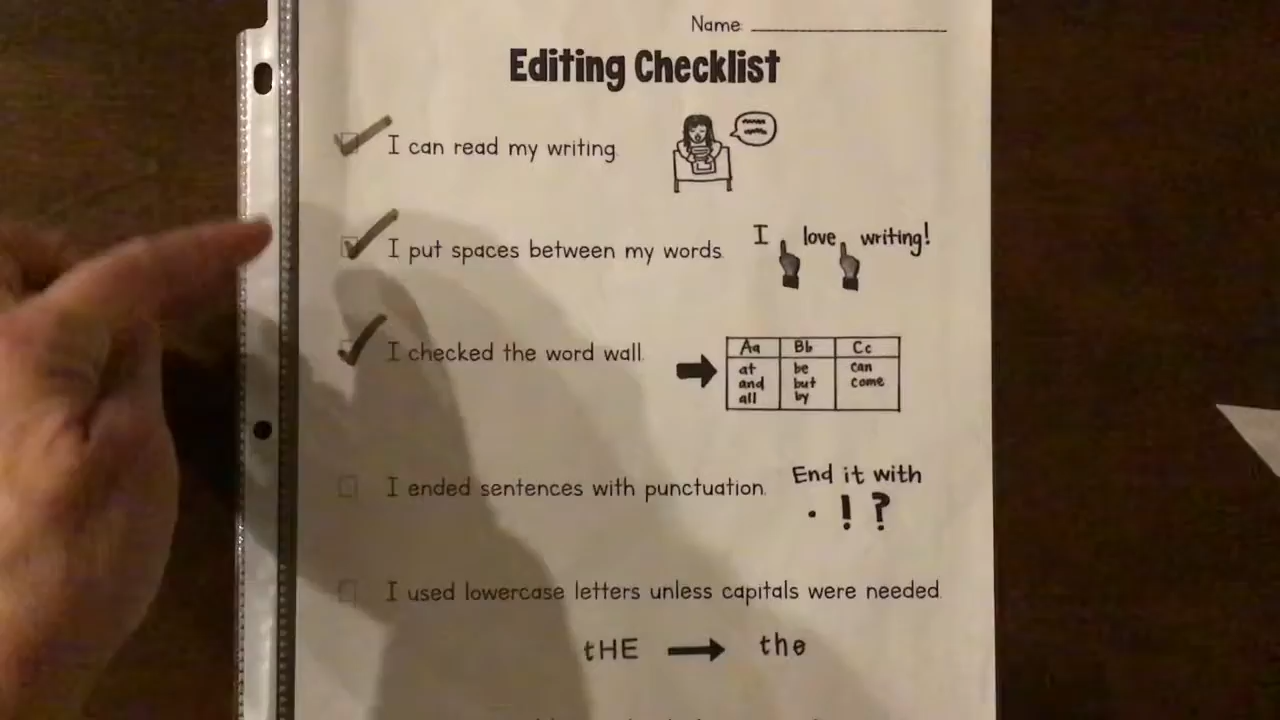 Name:
Editing Checklist
I can read my writing.
I put spaces between my words.
I love writing!
I checked the word wall.
Aa Bb Cc
at be can
and but come
all by
I ended sentences with punctuation.
End it with
. ! ?
I used lowercase letters unless capitals were needed.
tHE → the